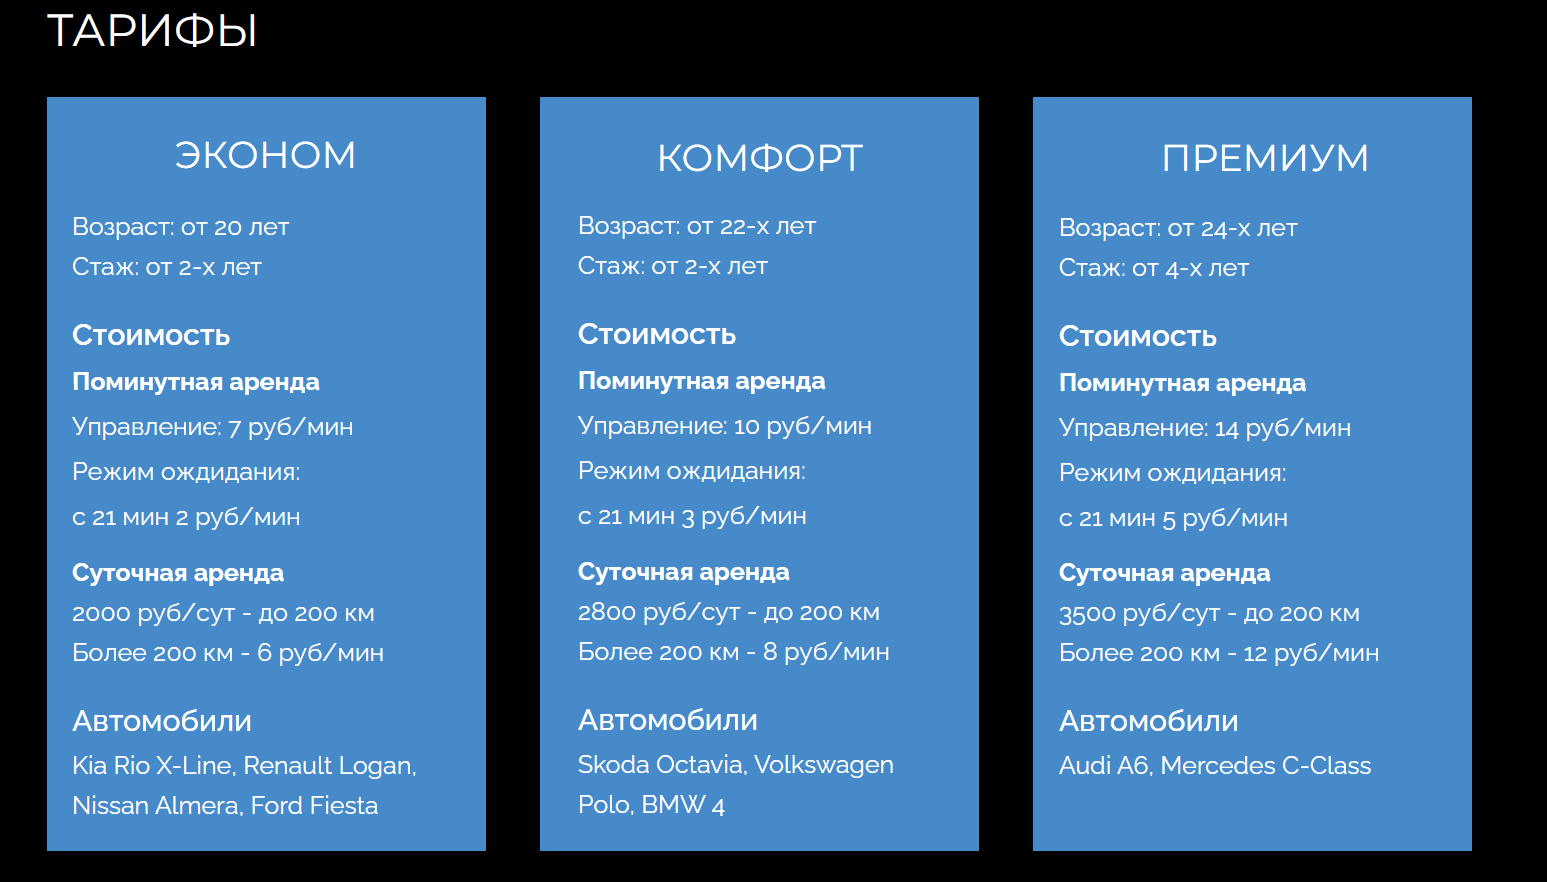 ТАРИФЫ
ЭКОНОМ
Возраст: от 20 лет
Стаж: от 2-х лет
Стоимость
Поминутная аренда
Управление: 7 руб/мин
Режим ождидания:
с 21 мин 2 руб/мин
Суточная аренда
2000 руб/сут - до 200 км
Более 200 км - 6 руб/мин
Автомобили
Kia Rio X-Line, Renault Logan,
Nissan Almera, Ford Fiesta
КОМФОРТ
Возраст: от 22-х лет
Стаж: от 2-х лет
Стоимость
Поминутная аренда
Управление: 10 руб/мин
Режим ождидания:
с 21 мин 3 руб/мин
Суточная аренда
2800 руб/сут - до 200 км
Более 200 км - 8 руб/мин
Автомобили
Skoda Octavia, Volkswagen
Polo, BMW 4
ПРЕМИУМ
Возраст: от 24-х лет
Стаж: от 4-х лет
Стоимость
Поминутная аренда
Управление: 14 руб/мин
Режим ождидания:
с 21 мин 5 руб/мин
Суточная аренда
3500 руб/сут - до 200 км
Более 200 км - 12 руб/мин
Автомобили
Audi A6, Mercedes C-Class